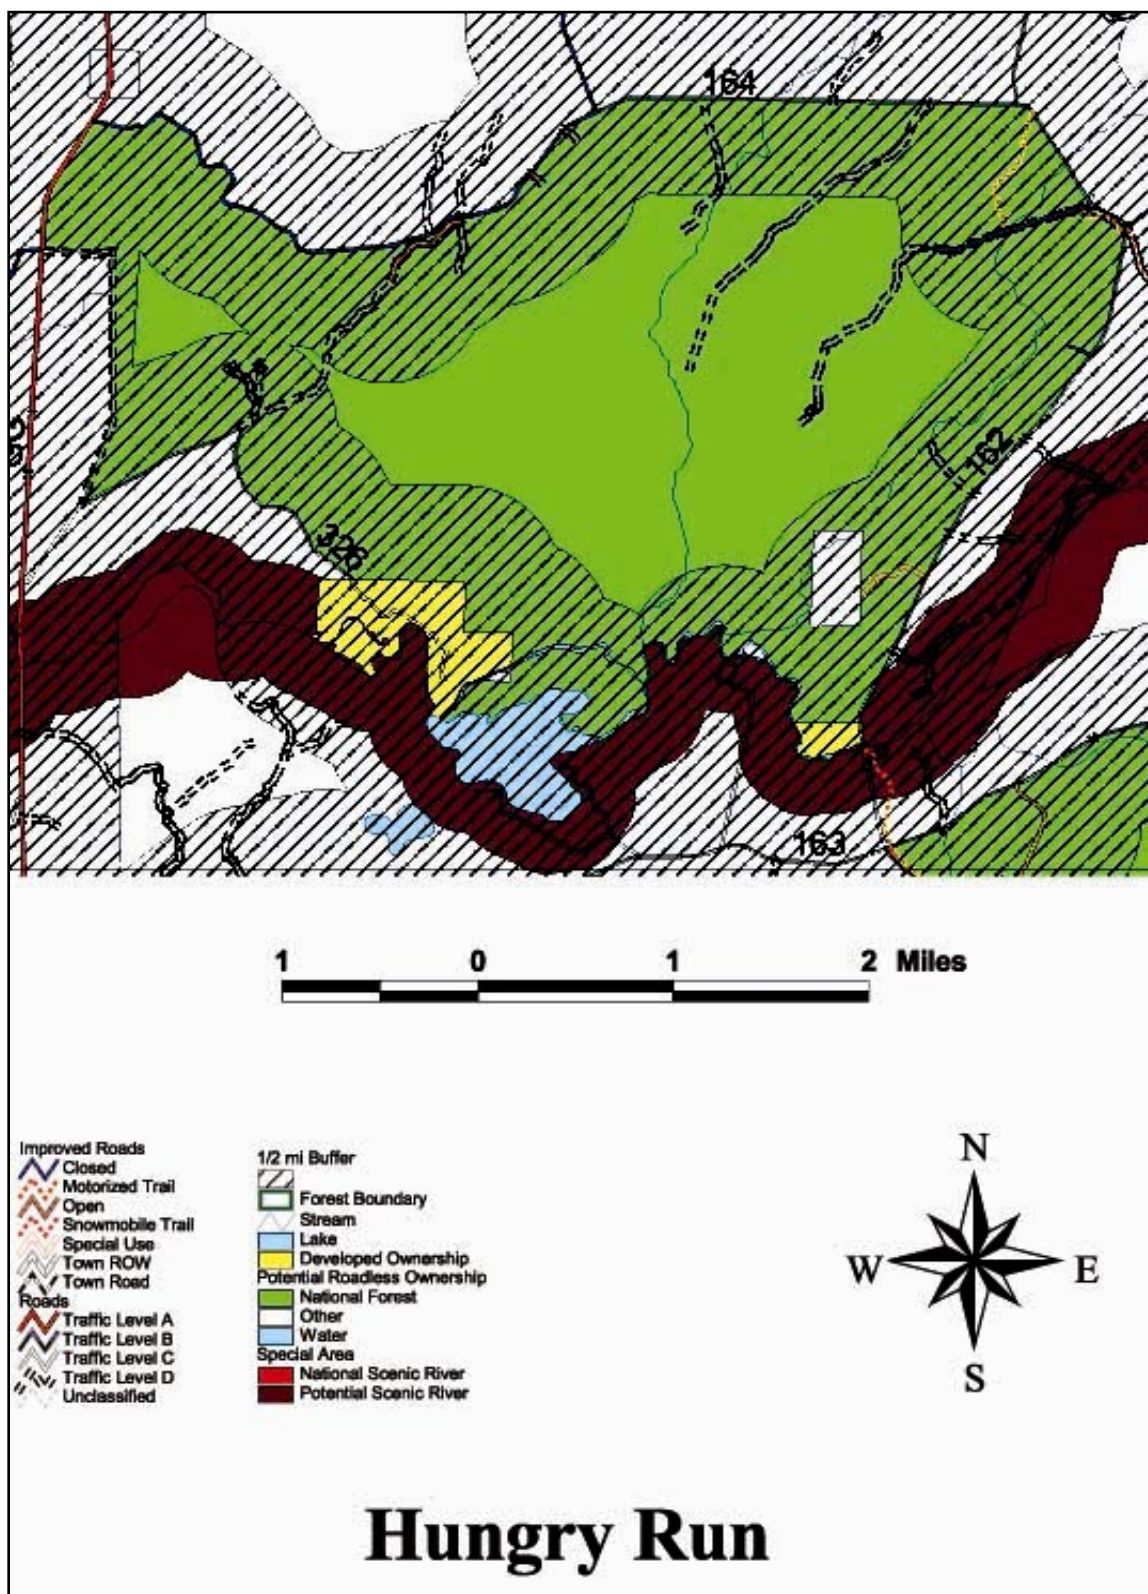 164
162
326
163
1 0 1 2 Miles
Improved Roads
Closed
Motorized Trail
Open
Snowmobile Trail
Special Use
Town ROW
Town Road
Roads
Traffic Level A
Traffic Level B
Traffic Level C
Traffic Level D
Unclassified
1/2 mi Buffer
Forest Boundary
Stream
Lake
Developed Ownership
Potential Roadless Ownership
National Forest
Other
Water
Special Area
National Scenic River
Potential Scenic River
N
W E
S
Hungry Run